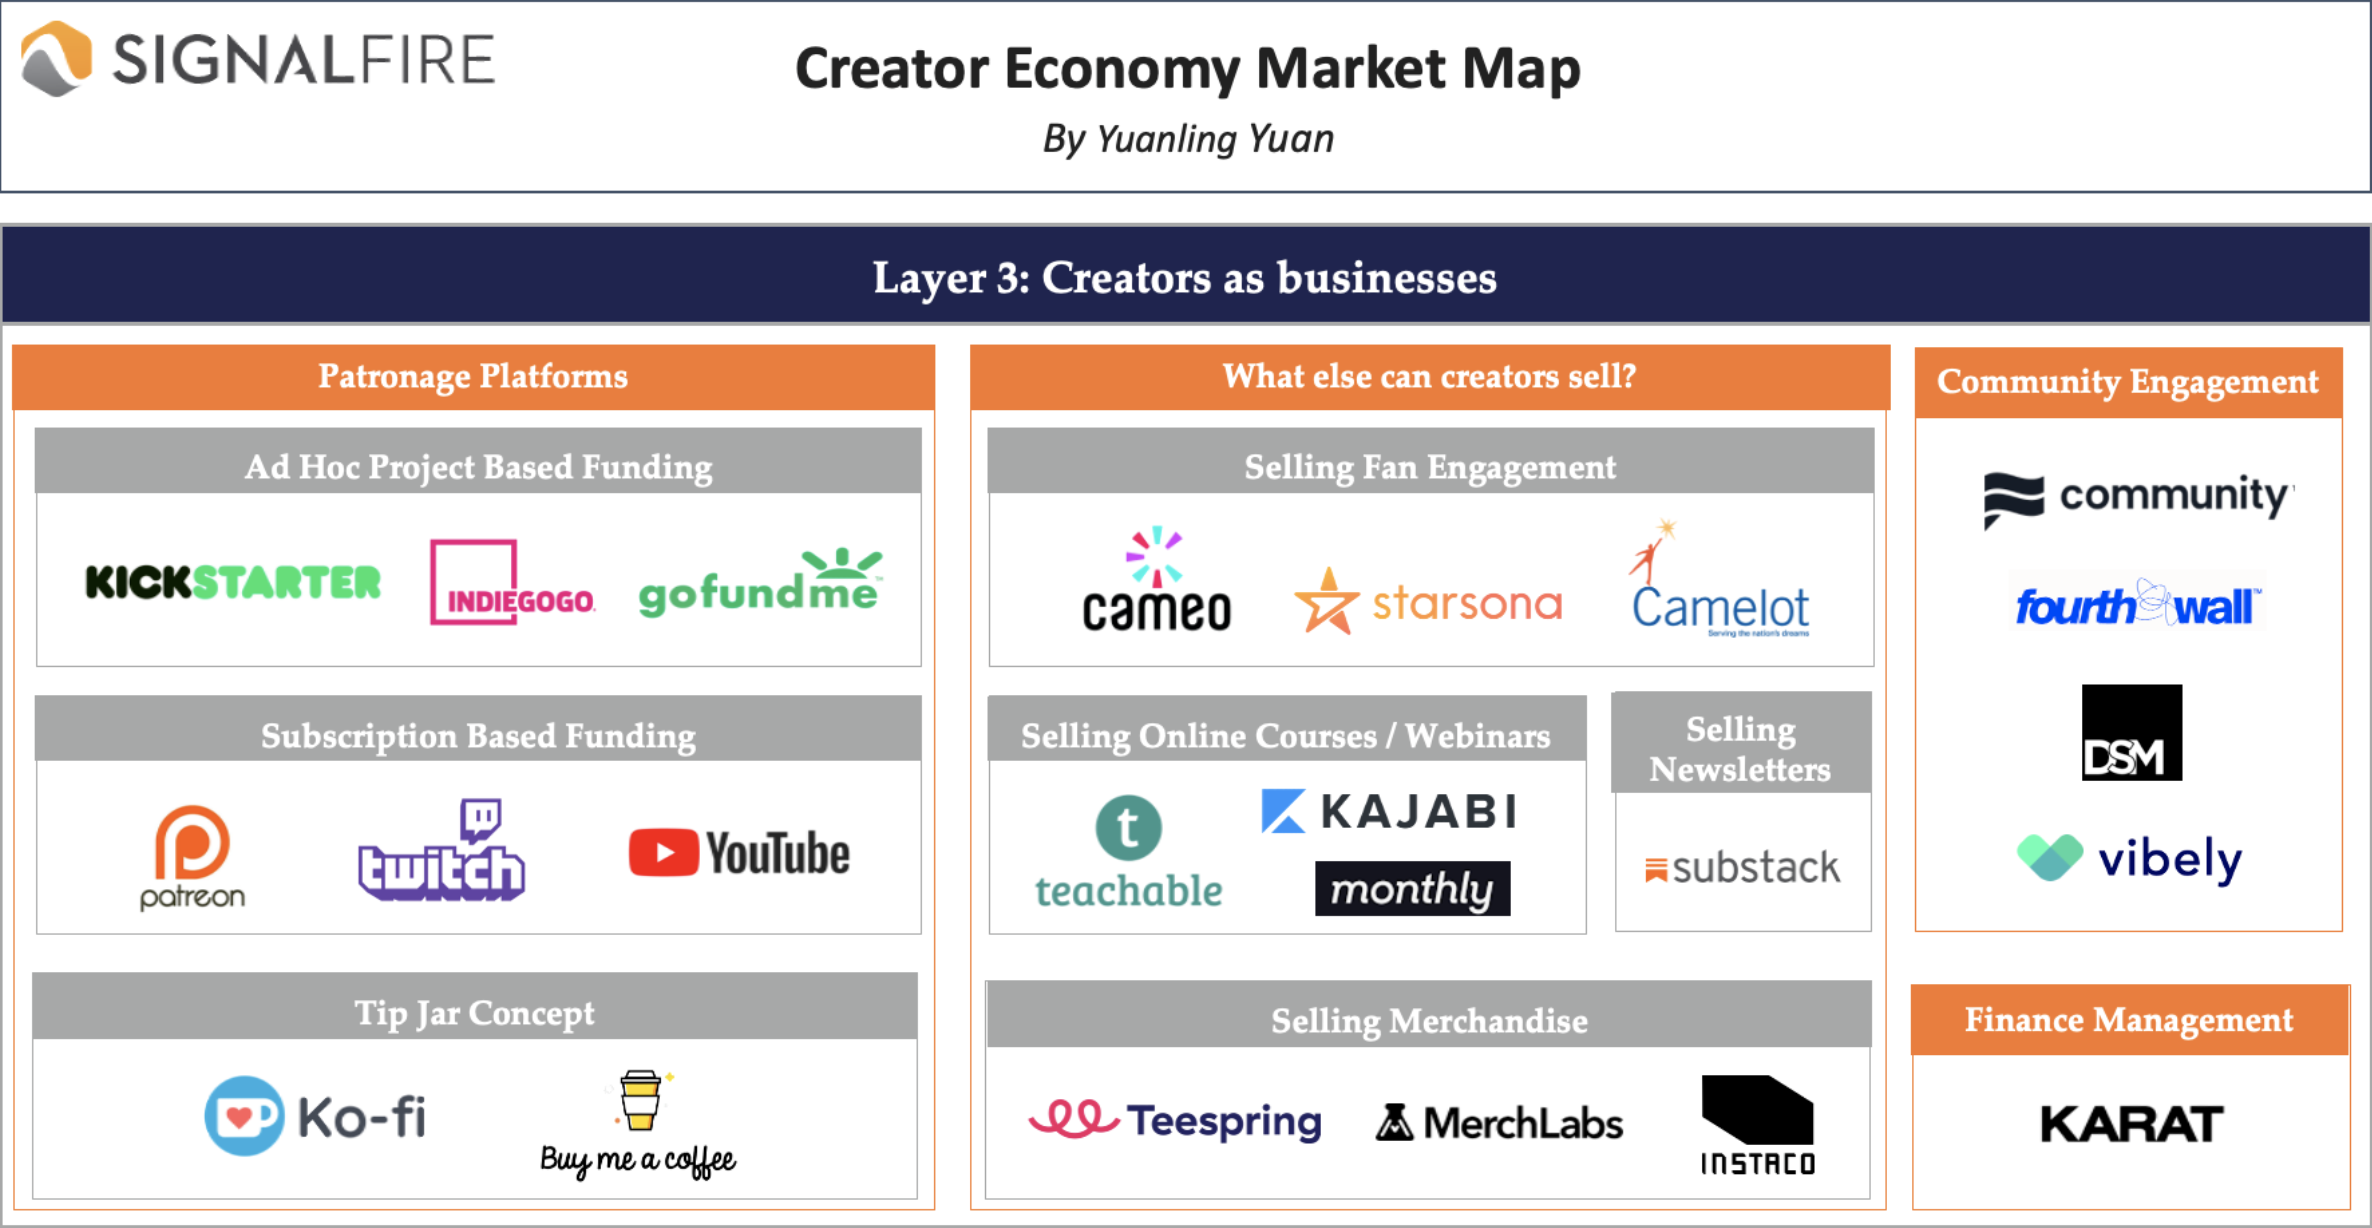 SIGNALFIRE
Creator Economy Market Map
By Yuanling Yuan
Layer 3: Creators as businesses
Patronage Platforms
Ad Hoc Project Based Funding
KICKSTARTER
INDIEGOGO
gofundme
Subscription Based Funding
patreon
twitch
YouTube
Tip Jar Concept
Ko-fi
Buy me a coffee
What else can creators sell?
Selling Fan Engagement
cameo
starsona
Camelot
Serving the nation's dreams
Selling Online Courses / Webinars
t
teachable
KAJABI
monthly
Selling
Newsletters
substack
Selling Merchandise
Teespring
MerchLabs
INSTACO
Community Engagement
community
fourthwall™
DSM
vibely
Finance Management
KARAT